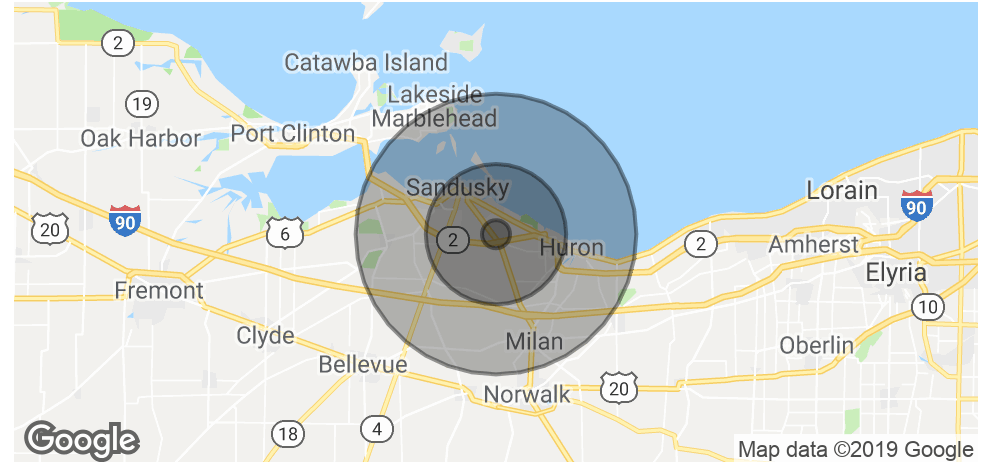 2
Catawba Island
19
Lakeside
Marblehead
Oak Harbor
Port Clinton
Sandusky
Lorain
90
90
20
6
2
Huron
2
Amherst
Elyria
Fremont
10
Clyde
Milan
Oberlin
Bellevue
20
Norwalk
18
4
Google
Map data ©2019 Google